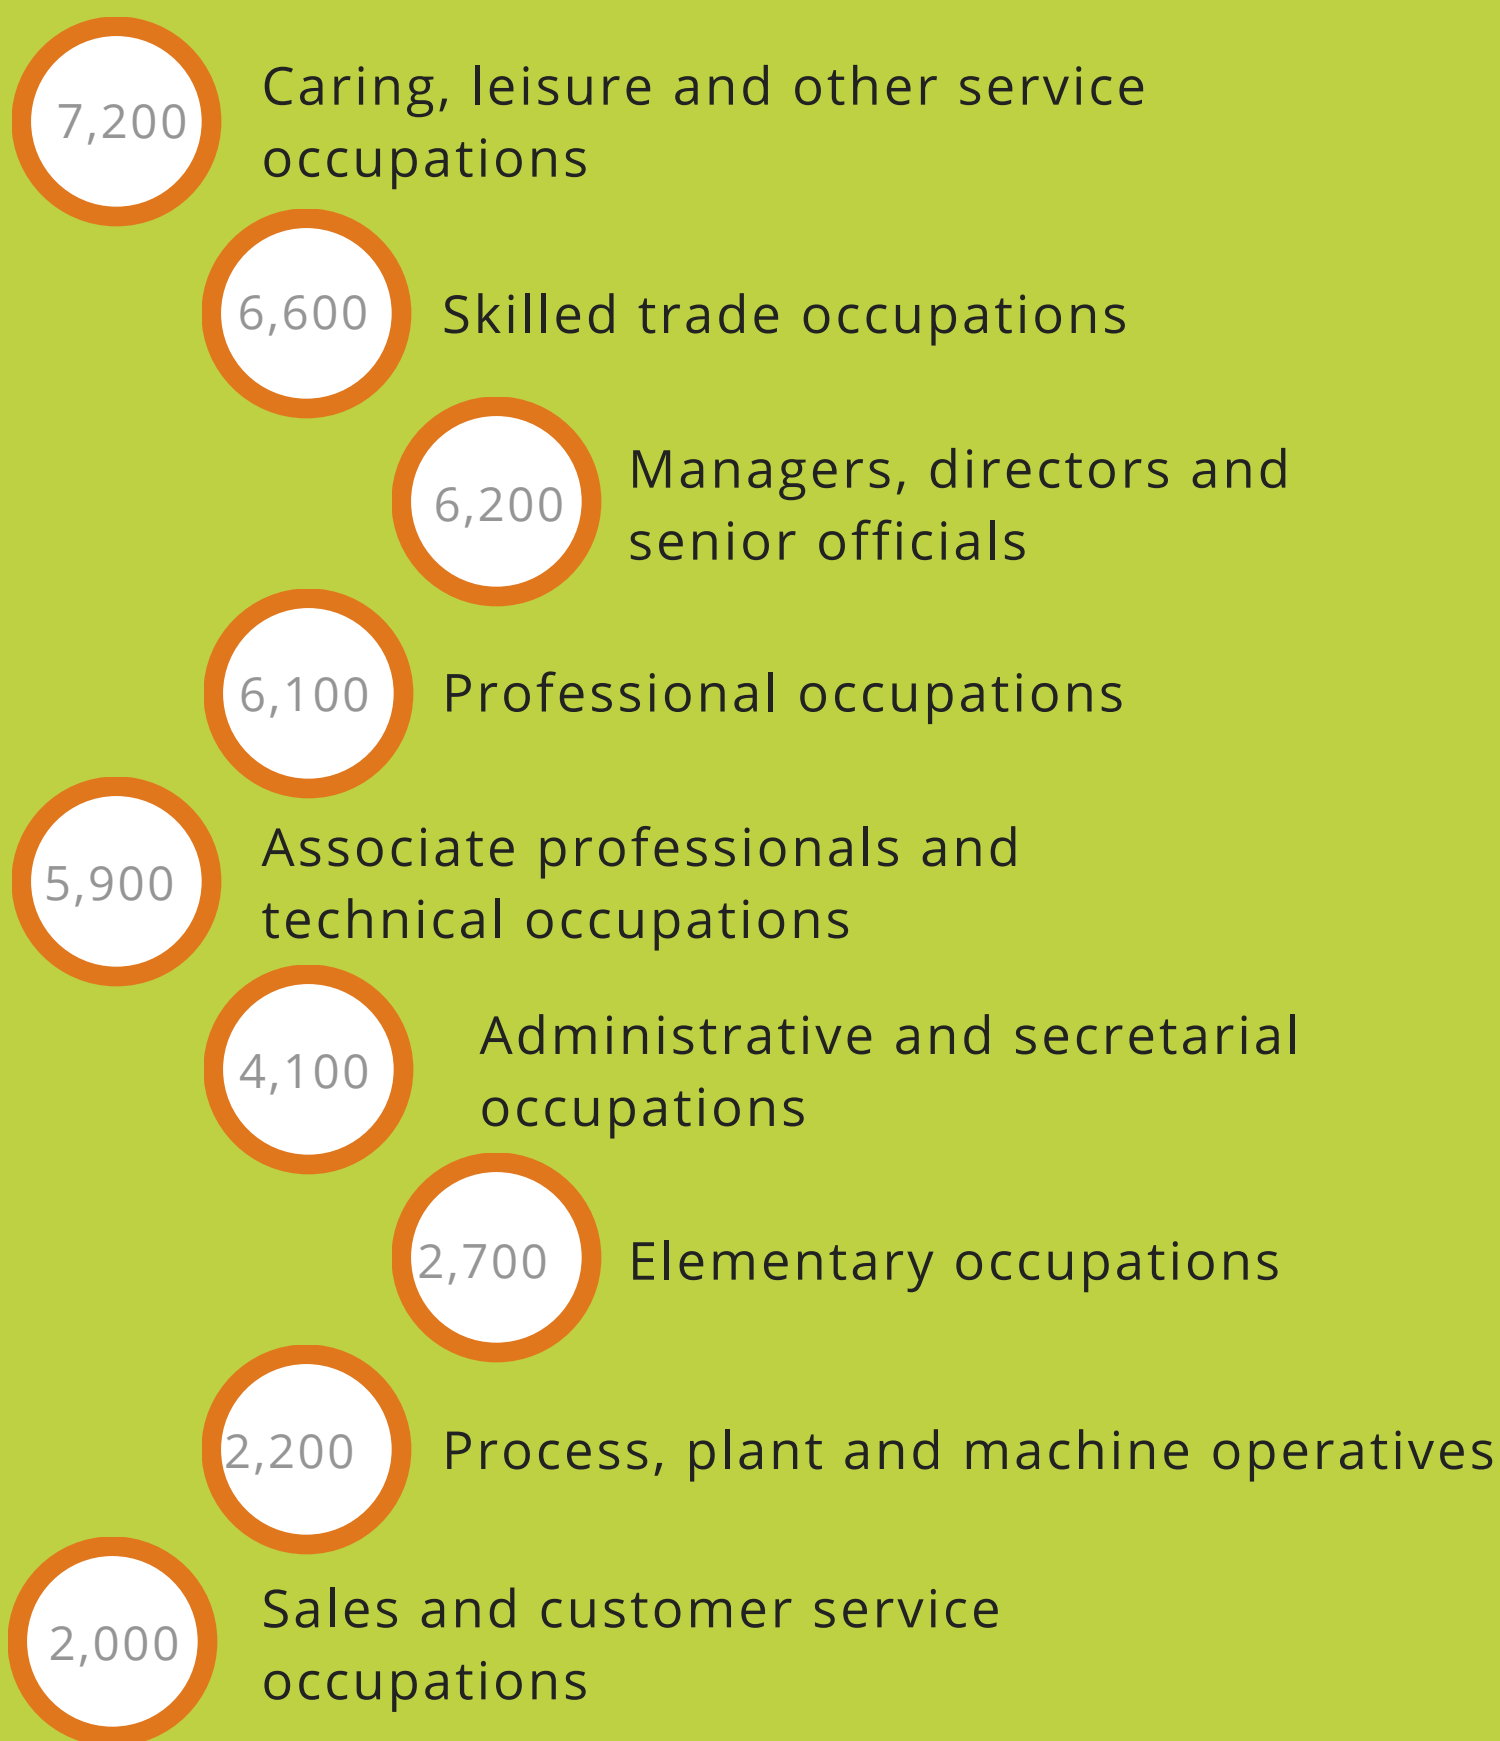 7,200
Caring, leisure and other service
occupations
6,600
Skilled trade occupations
6,200
Managers, directors and
senior officials
6,100
Professional occupations
5,900
Associate professionals and
technical occupations
4,100
Administrative and secretarial
occupations
2,700
Elementary occupations
2,200
Process, plant and machine operatives
2,000
Sales and customer service
occupations